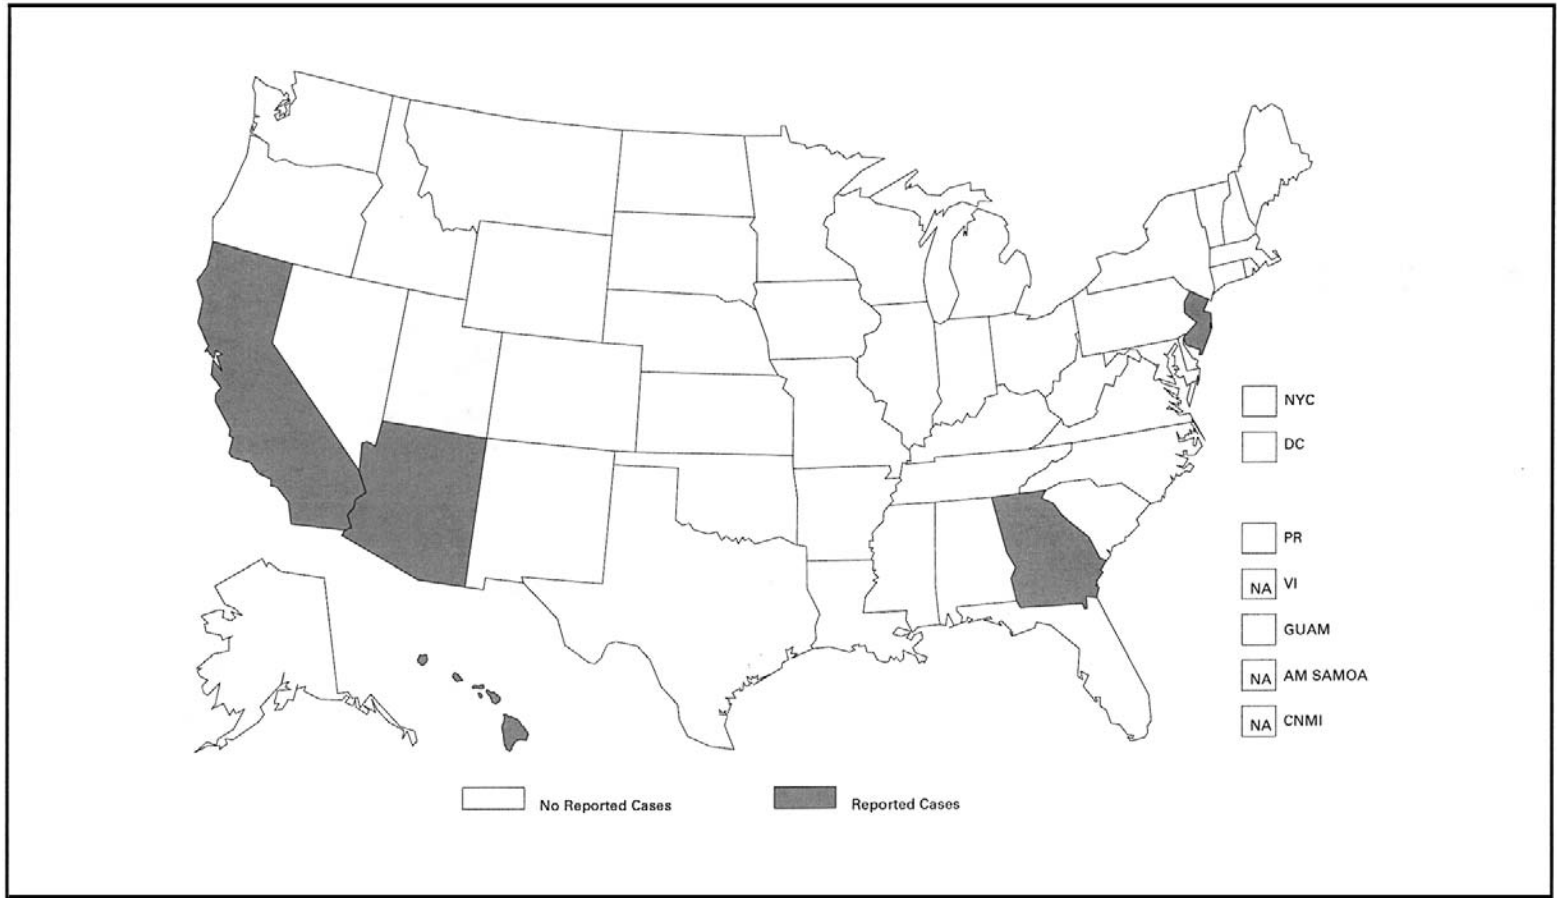 NYC
DC
PR
NA VI
GUAM
NA AM SAMOA
NA CNMI
No Reported Cases
Reported Cases